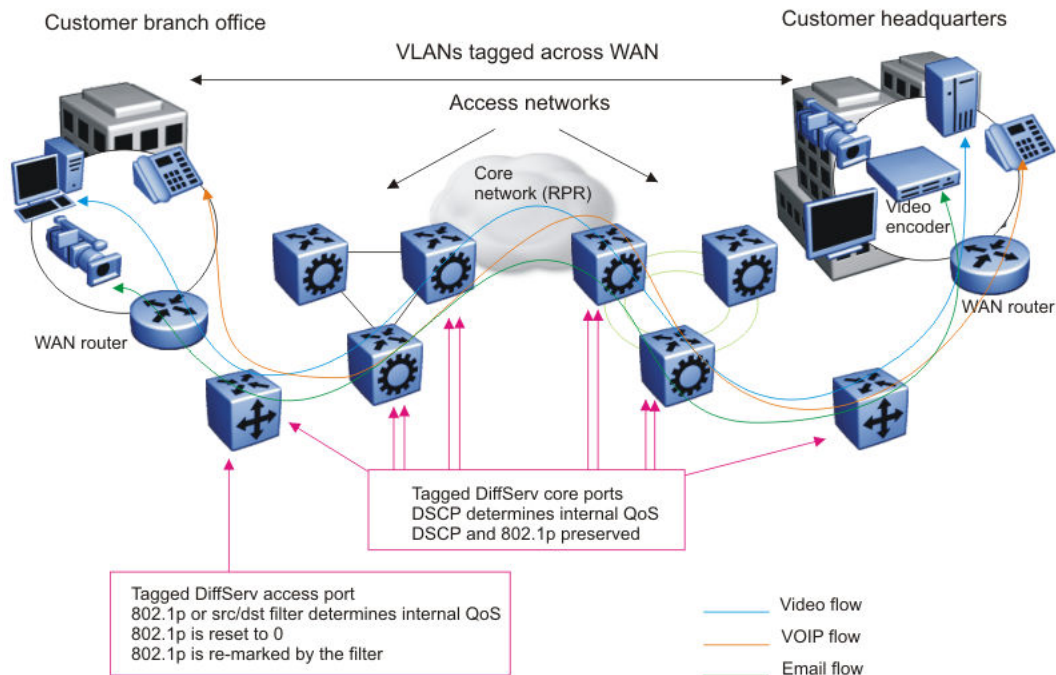 Customer branch office
Customer headquarters
VLANs tagged across WAN
Access networks
Core
network (RPR)
Video
encoder
WAN router
WAN router
Tagged DiffServ core ports
DSCP determines internal QoS
DSCP and 802.1p preserved
Tagged DiffServ access port
802.1p or src/dst filter determines internal QoS
802.1p is reset to 0
802.1p is re-marked by the filter
Video flow
VOIP flow
Email flow